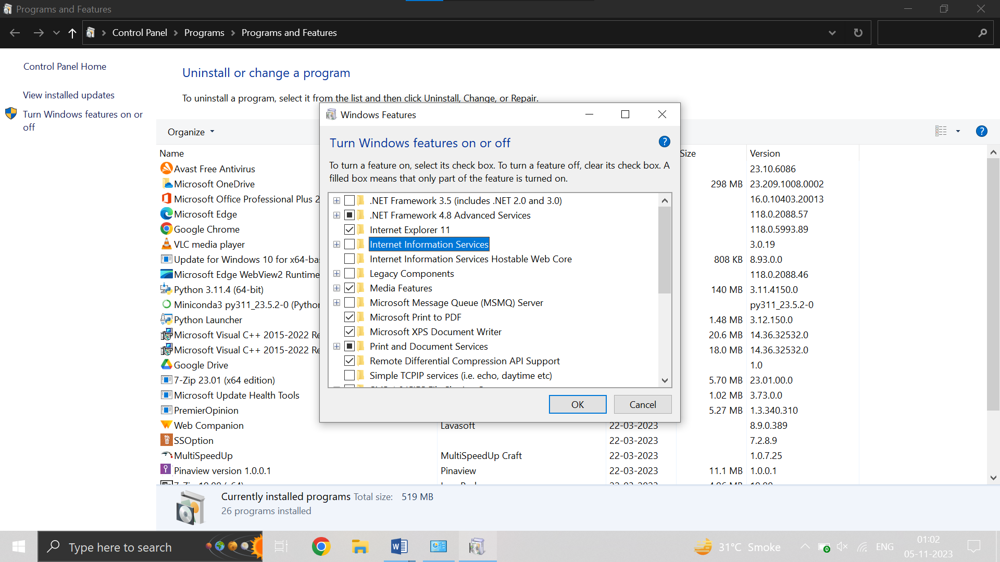 Programs and Features
Control Panel > Programs > Programs and Features
Control Panel Home
View installed updates
Turn Windows features on or
off
Uninstall or change a program
To uninstall a program, select it from the list and then click Uninstall, Change, or Repair.
Organize
Name
Size
Version
Avast Free Antivirus
23.10.6086
Microsoft OneDrive
298 MB
23.209.1008.0002
Microsoft Office Professional Plus 2
16.0.10403.20013
Microsoft Edge
118.0.2088.57
Google Chrome
118.0.5993.89
VLC media player
3.0.19
Update for Windows 10 for x64-ba
808 KB
8.93.0.0
Microsoft Edge WebView2 Runtime
118.0.2088.46
Python 3.11.4 (64-bit)
140 MB
3.11.4150.0
Miniconda3 py311_23.5.2-0 (Pytho
py311_23.5.2-0
Python Launcher
1.48 MB
3.12.150.0
Microsoft Visual C++ 2015-2022 Re
20.6 MB
14.36.32532.0
Microsoft Visual C++ 2015-2022 Re
18.0 MB
14.36.32532.0
Google Drive
1.0
7-Zip 23.01 (x64 edition)
5.70 MB
23.01.00.0
Microsoft Update Health Tools
1.02 MB
3.73.0.0
PremierOpinion
5.27 MB
1.3.340.310
Web Companion
Lavasoft
22-03-2023
8.9.0.389
SSOption
22-03-2023
7.2.8.9
MultiSpeedUp
MultiSpeedUp Craft
22-03-2023
1.0.7.25
Pinaview version 1.0.0.1
Pinaview
22-03-2023
11.1 MB
1.0.0.1
Windows Features
Turn Windows features on or off
To turn a feature on, select its check box. To turn a feature off, clear its check box. A
filled box means that only part of the feature is turned on.
.NET Framework 3.5 (includes .NET 2.0 and 3.0)
.NET Framework 4.8 Advanced Services
Internet Explorer 11
Internet Information Services
Internet Information Services Hostable Web Core
Legacy Components
Media Features
Microsoft Message Queue (MSMQ) Server
Microsoft Print to PDF
Microsoft XPS Document Writer
Print and Document Services
Remote Differential Compression API Support
Simple TCPIP services (i.e. echo, daytime etc)
OK
Cancel
Currently installed programs Total size: 519 MB
26 programs installed
Type here to search
31°C Smoke
ENG
01:02
05-11-2023